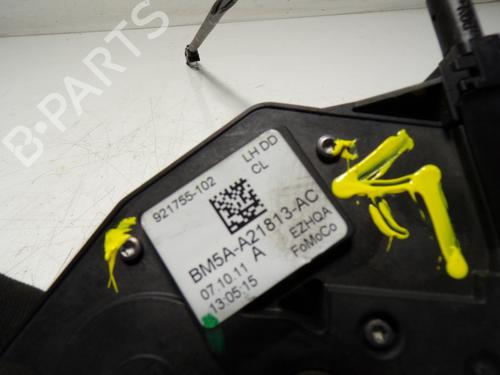 B-PARTS
921755-102
LH DD
CL
BM5A-A21813-AC
07.10.11 A
EZHQA
13:05:15
FoMoCo